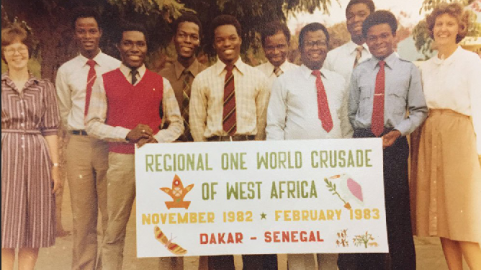 REGIONAL ONE WORLD CRUSADE
OF WEST AFRICA
NOVEMBER 1982 ★ FEBRUARY 1983
DAKAR - SENEGAL